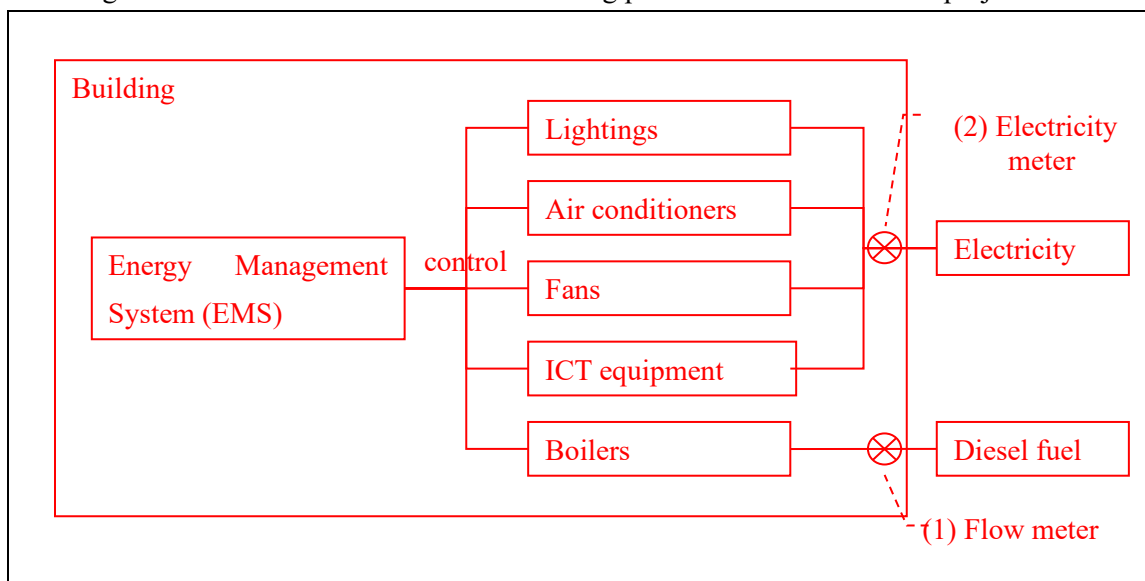 Building
Lightings
(2) Electricity
meter
Air conditioners
Energy Management
System (EMS)
control
Electricity
Fans
ICT equipment
Boilers
Diesel fuel
(1) Flow meter